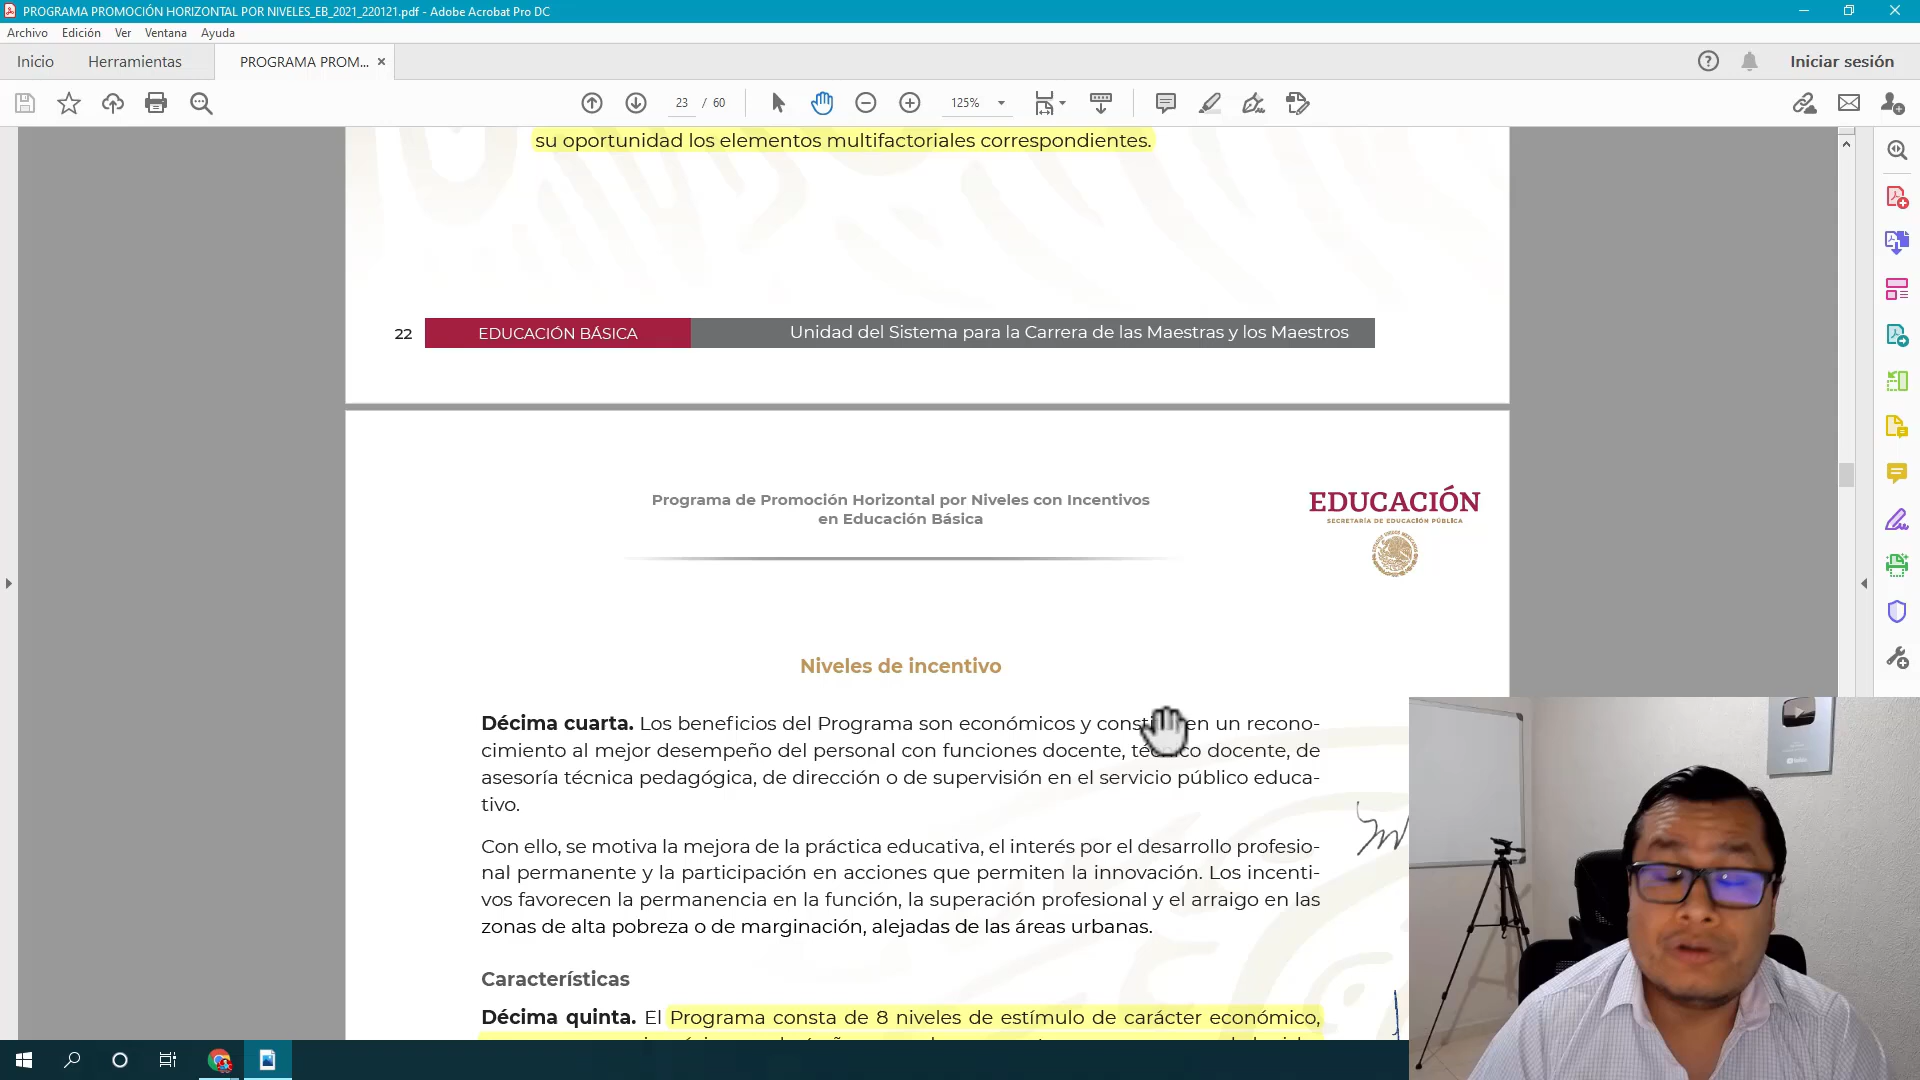 PROGRAMA PROMOCIÓN HORIZONTAL POR NIVELES_EB_2021_220121.pdf - Adobe Acrobat Pro DC
Archivo Edición Ver Ventana Ayuda
Inicio Herramientas PROGRAMA PROM... × Iniciar sesión
23 / 60 125%
su oportunidad los elementos multifactoriales correspondientes.
22 EDUCACIÓN BÁSICA Unidad del Sistema para la Carrera de las Maestras y los Maestros
Programa de Promoción Horizontal por Niveles con Incentivos
en Educación Básica
EDUCACIÓN
SECRETARÍA DE EDUCACIÓN PÚBLICA
Niveles de incentivo
Décima cuarta. Los beneficios del Programa son económicos y en un recono-
cimiento al mejor desempeño del personal con funciones docente, docente, de
asesoría técnica pedagógica, de dirección o de supervisión en el servicio público educa-
tivo.
Con ello, se motiva la mejora de la práctica educativa, el interés por el desarrollo profesio-
nal permanente y la participación en acciones que permiten la innovación. Los incenti-
vos favorecen la permanencia en la función, la superación profesional y el arraigo en las
zonas de alta pobreza o de marginación, alejadas de las áreas urbanas.
Características
Décima quinta. El Programa consta de 8 niveles de estímulo de carácter económico,